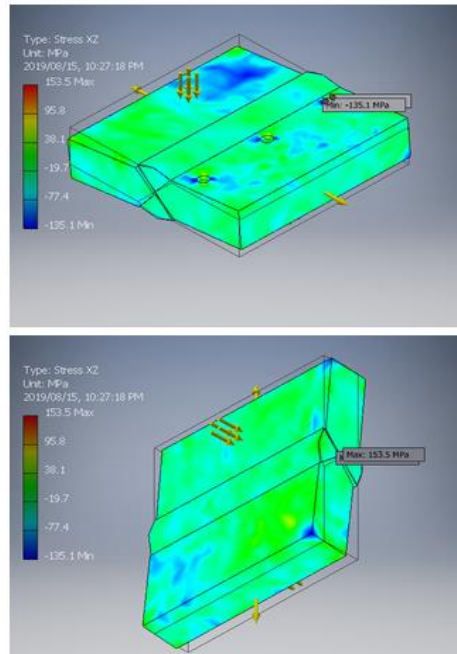 Type: Stress XZ
Unit: MPa
2019/08/15, 10:27:18 PM
153.5 Max
95.8
38.1
-19.7
-77.4
-135.1 Min
Min: -135.1 MPa
Type: Stress XZ
Unit: MPa
2019/08/15, 10:27:18 PM
153.5 Max
95.8
38.1
-19.7
-77.4
-135.1 Min
Max: 153.5 MPa